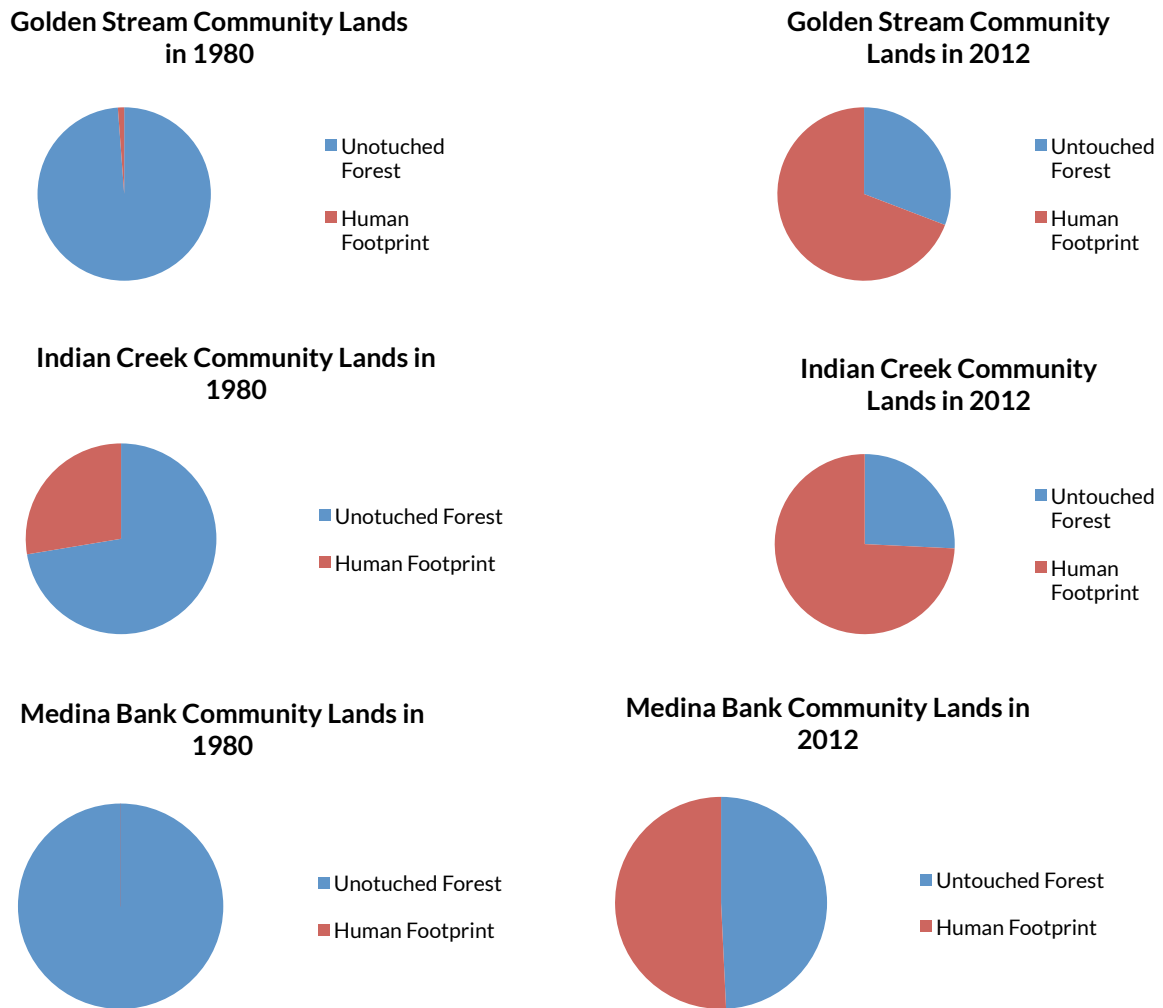 Golden Stream Community Lands
in 1980
Unotuched
Forest
Human
Footprint
Golden Stream Community
Lands in 2012
Untouched
Forest
Human
Footprint
Indian Creek Community Lands in
1980
Unotuched Forest
Human Footprint
Indian Creek Community
Lands in 2012
Untouched
Forest
Human
Footprint
Medina Bank Community Lands in
1980
Unotuched Forest
Human Footprint
Medina Bank Community Lands in
2012
Untouched Forest
Human Footprint